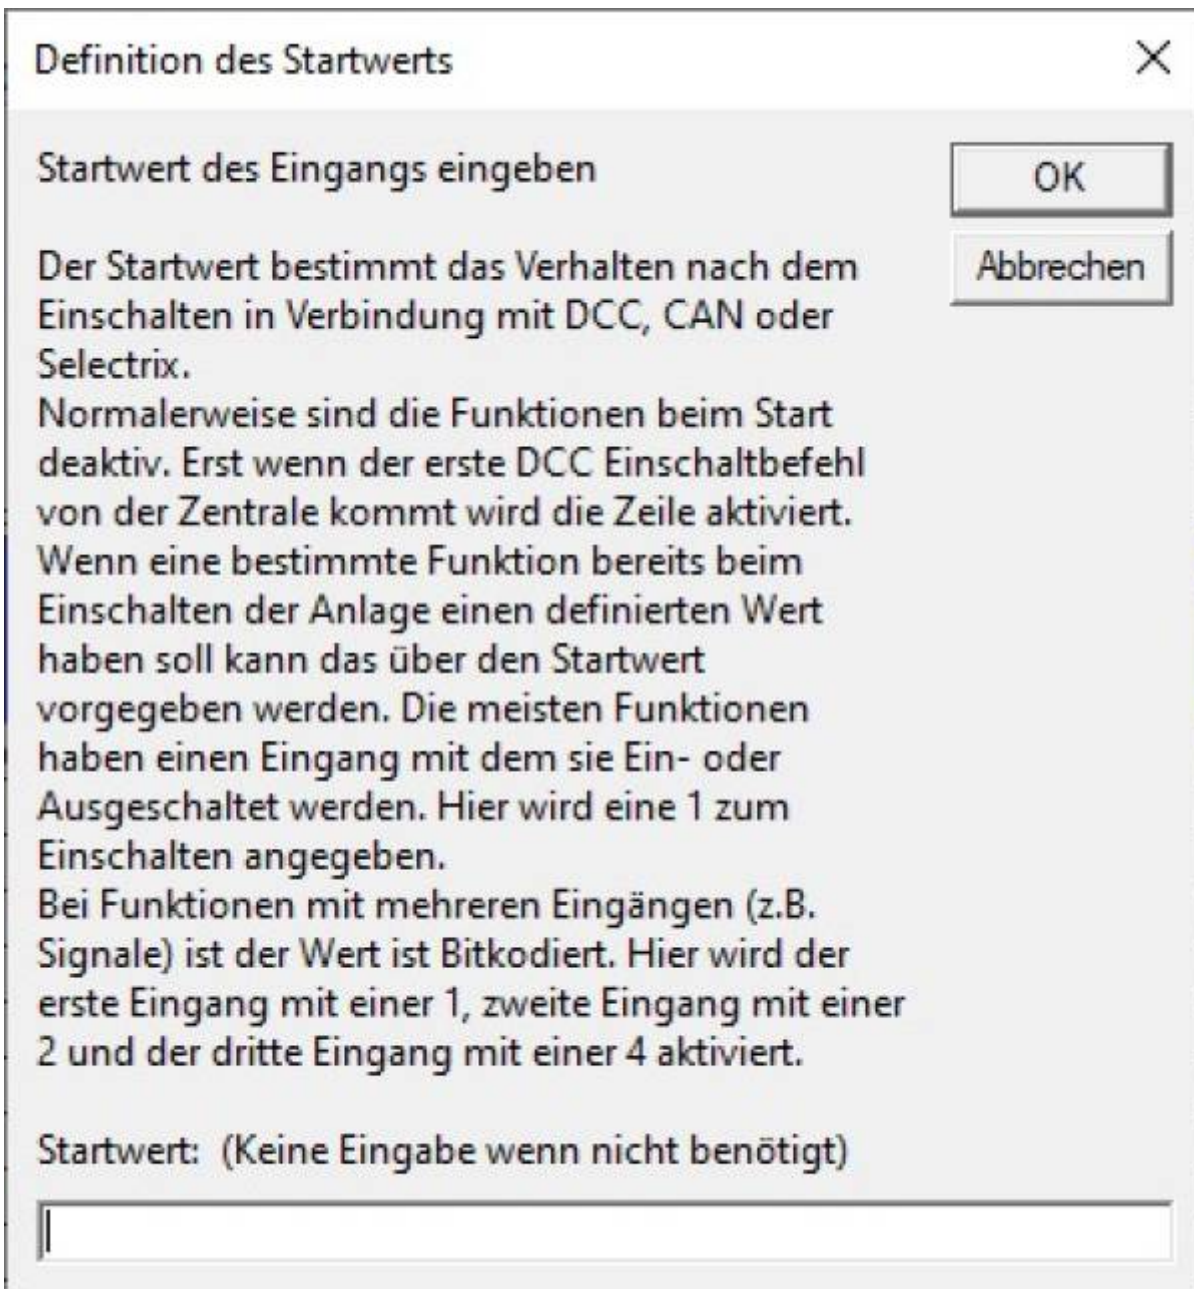 Definition des Startwerts
Startwert des Eingangs eingeben
OK
Der Startwert bestimmt das Verhalten nach dem
Abbrechen
Einschalten in Verbindung mit DCC, CAN oder
Selectrix.
Normalerweise sind die Funktionen beim Start
deaktiv. Erst wenn der erste DCC Einschaltbefehl
von der Zentrale kommt wird die Zeile aktiviert.
Wenn eine bestimmte Funktion bereits beim
Einschalten der Anlage einen definierten Wert
haben soll kann das über den Startwert
vorgegeben werden. Die meisten Funktionen
haben einen Eingang mit dem sie Ein- oder
Ausgeschaltet werden. Hier wird eine 1 zum
Einschalten angegeben.
Bei Funktionen mit mehreren Eingängen (z.B.
Signale) ist der Wert ist Bitkodiert. Hier wird der
erste Eingang mit einer 1, zweite Eingang mit einer
2 und der dritte Eingang mit einer 4 aktiviert.
Startwert: (Keine Eingabe wenn nicht benötigt)